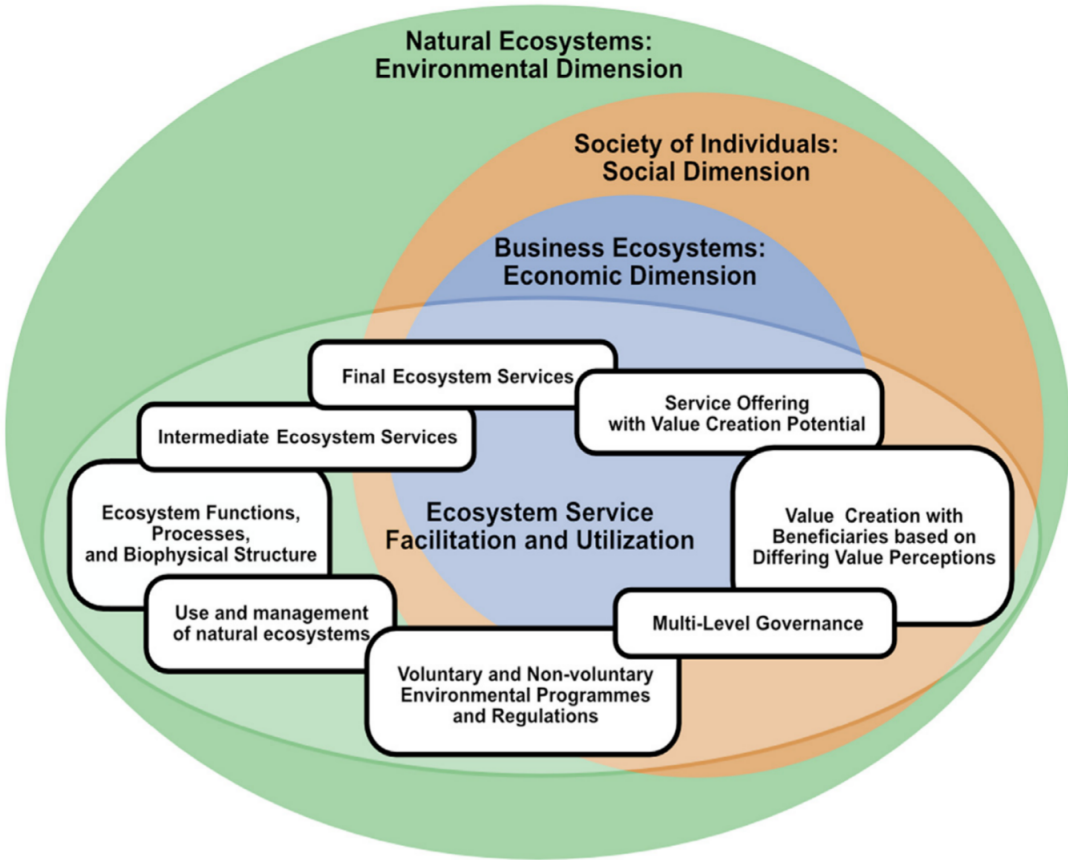 Natural Ecosystems:
Environmental Dimension
Society of Individuals:
Social Dimension
Business Ecosystems:
Economic Dimension
Final Ecosystem Services
Service Offering
with Value Creation Potential
Intermediate Ecosystem Services
Ecosystem Functions,
Processes,
and Biophysical Structure
Ecosystem Service
Facilitation and Utilization
Value Creation with
Beneficiaries based on
Differing Value Perceptions
Use and management
of natural ecosystems
Multi-Level Governance
Voluntary and Non-voluntary
Environmental Programmes
and Regulations